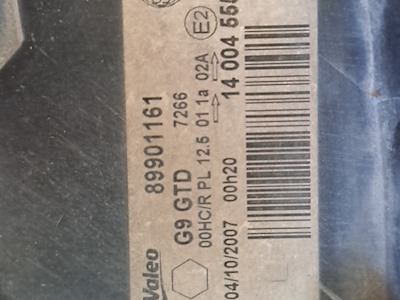 Valeo 89901161
G9 GTD 7266
00HC/R PL 12.5 01 1a 02A E2
14 004 555
04/10/2007 00h20